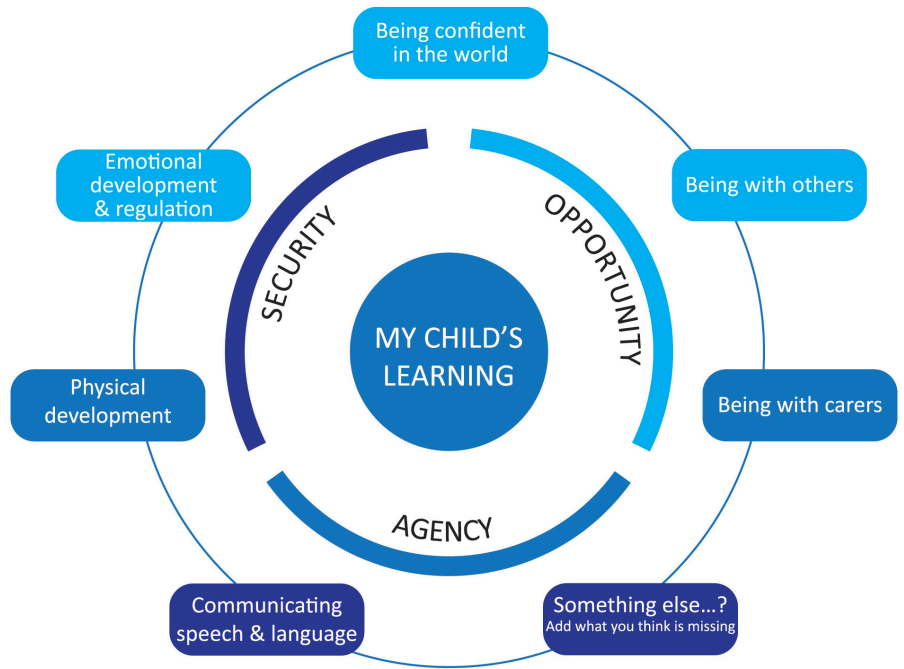 Being confident
in the world
Emotional
development
& regulation
Being with others
SECURITY
OPPORTUNITY
MY CHILD'S
LEARNING
Physical
development
Being with carers
AGENCY
Communicating
speech & language
Something else...?
Add what you think is missing